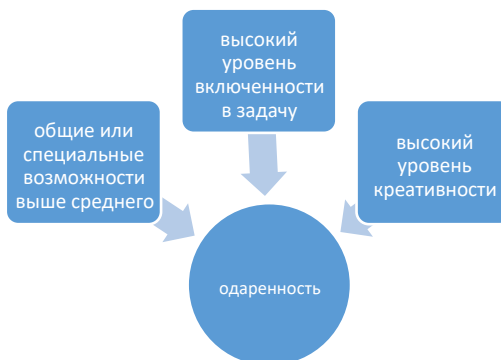 общие или
специальные
возможности
выше среднего
высокий
уровень
включенности
в задачу
высокий
уровень
креативности
одаренность